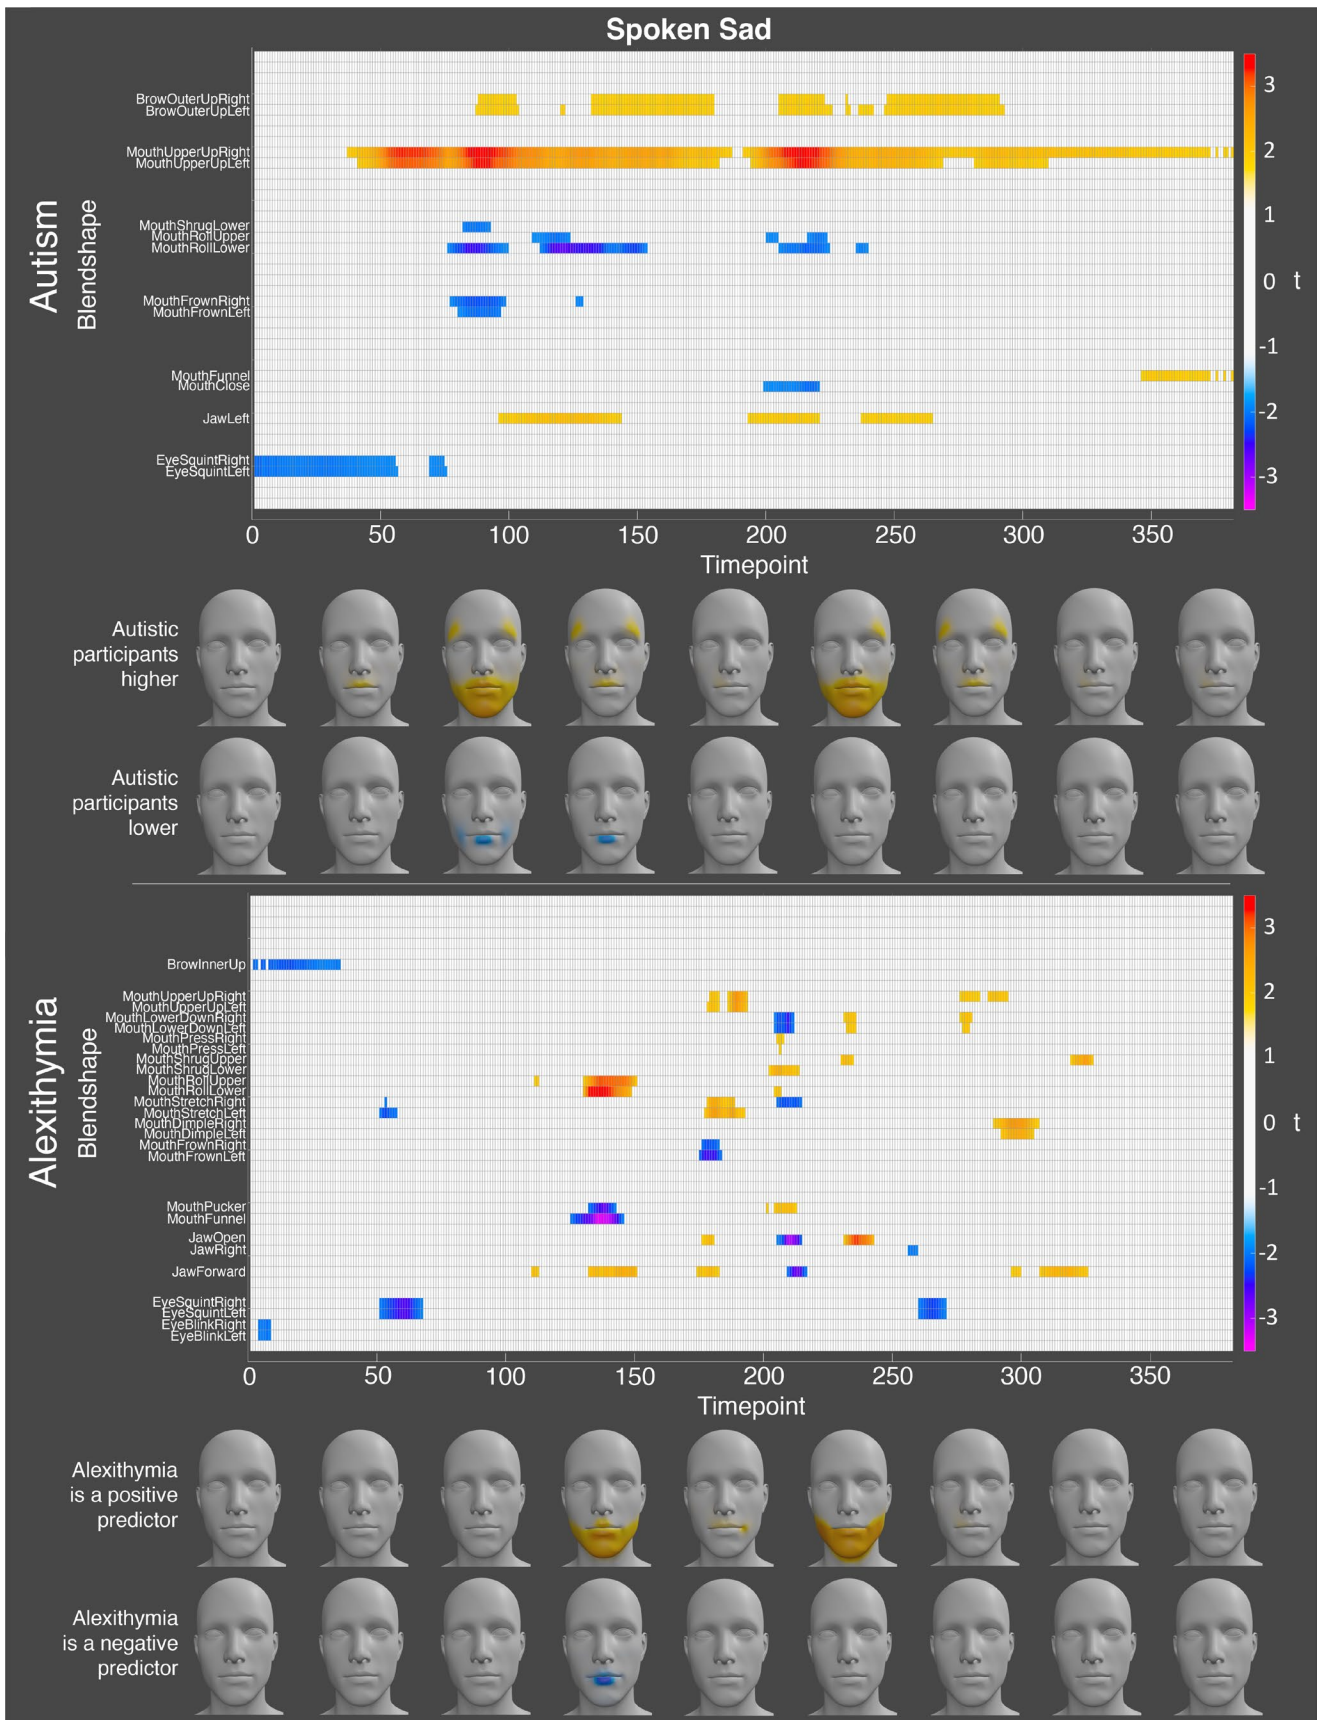 Spoken Sad
Autism
Blendshape
BrowOuterUpRight
BrowOuterUpLeft
MouthUpperUpRight
MouthUpperUpLeft
MouthShrugLower
MouthRollUpper
MouthRollLower
MouthFrownRight
MouthFrownLeft
MouthFunnel
MouthClose
JawLeft
EyeSquintRight
EyeSquintLeft
3
2
1
0 t
-1
-2
-3
0 50 100 150 200 250 300 350
Timepoint
Autistic
participants
higher
Autistic
participants
lower
Alexithymia
Blendshape
BrowInnerUp
MouthUpperUpRight
MouthUpperUpLeft
MouthLowerDownRight
MouthLowerDownLeft
MouthPressRight
MouthPressLeft
MouthShrugUpper
MouthShrugLower
MouthRollUpper
MouthRollLower
MouthStretchRight
MouthStretchLeft
MouthDimpleRight
MouthDimpleLeft
MouthFrownRight
MouthFrownLeft
MouthPucker
MouthFunnel
JawOpen
JawRight
JawForward
EyeSquintRight
EyeSquintLeft
EyeBlinkRight
EyeBlinkLeft
3
2
1
0 t
-1
-2
-3
0 50 100 150 200 250 300 350
Timepoint
Alexithymia
is a positive
predictor
Alexithymia
is a negative
predictor